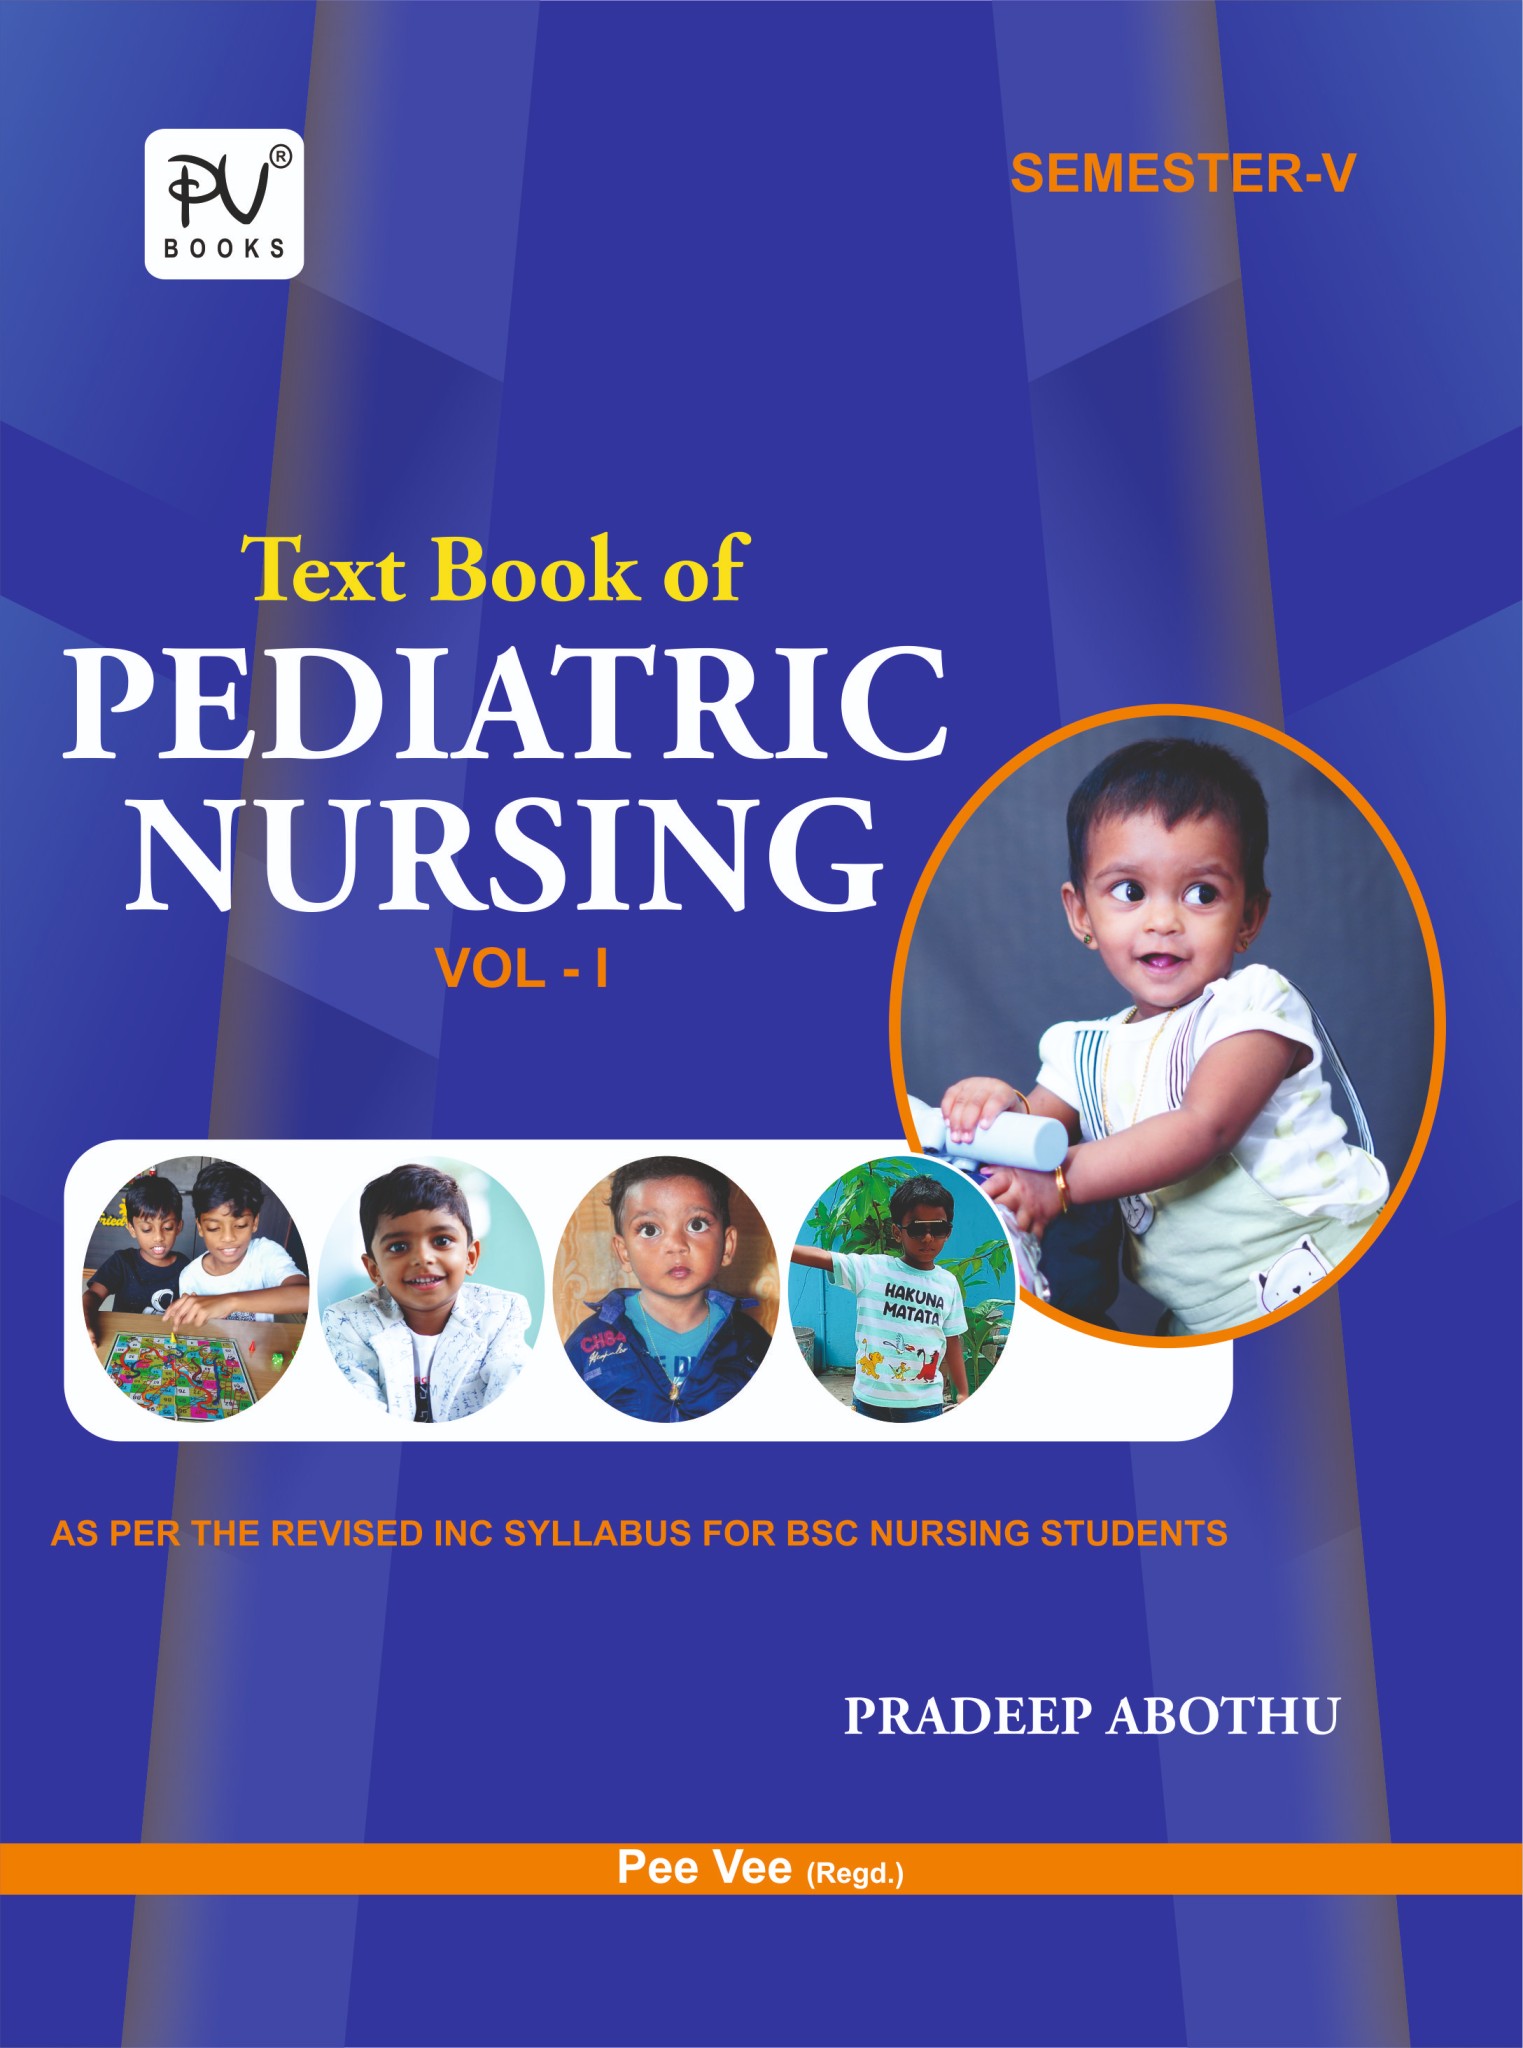 PV®
BOOKS
SEMESTER-V
Text Book of
PEDIATRIC
NURSING
VOL - I
HAKUNA
MATATA
AS PER THE REVISED INC SYLLABUS FOR BSC NURSING STUDENTS
PRADEEP ABOTHU
Pee Vee (Regd.)